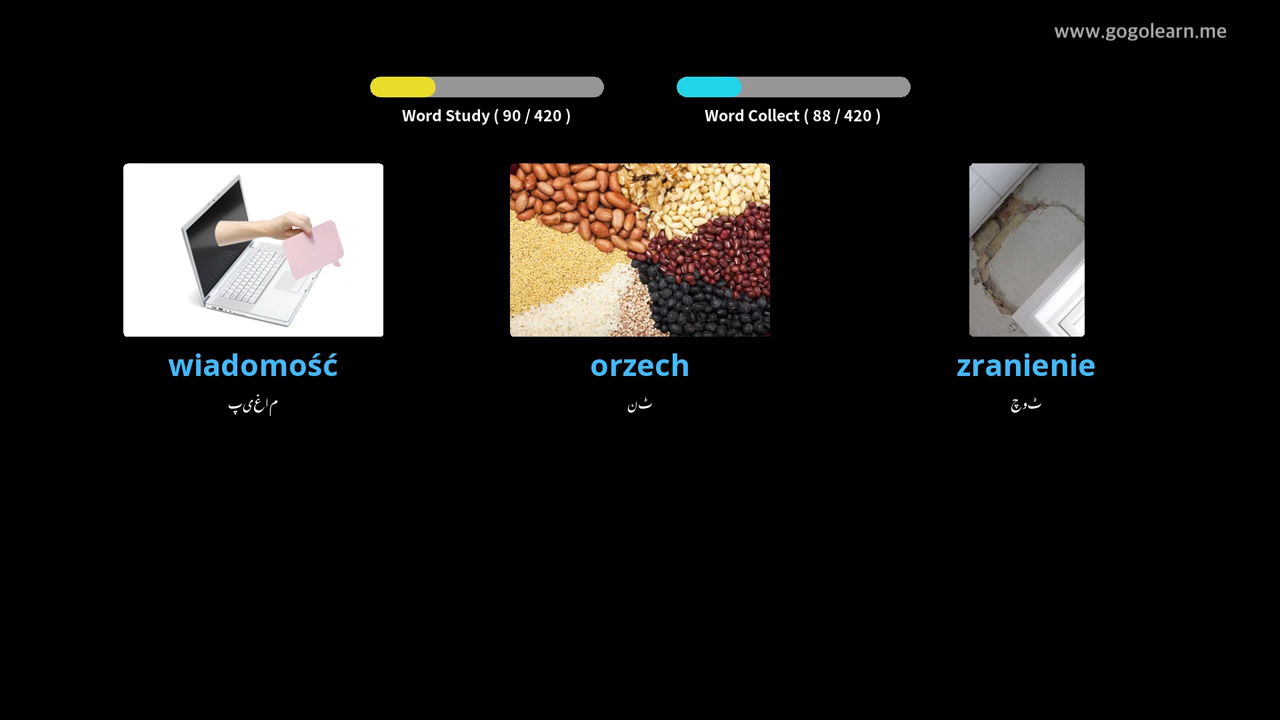 www.gogolearn.me
Word Study ( 90 / 420 )
Word Collect ( 88 / 420 )
wiadomość
ماغیپ
orzech
ٹن
zranienie
ٹوچ